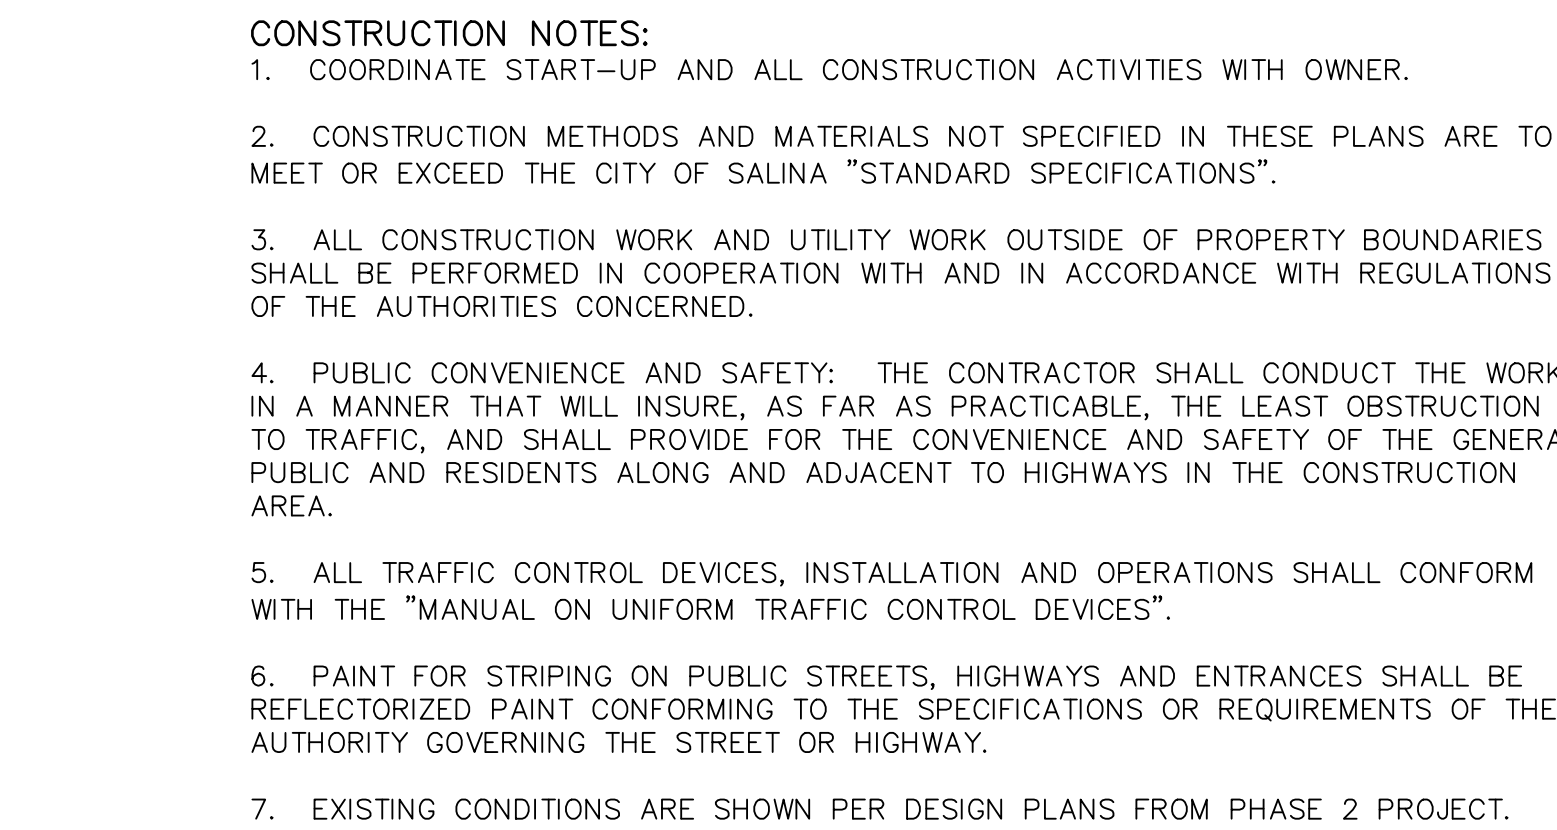 CONSTRUCTION NOTES:
1. COORDINATE START-UP AND ALL CONSTRUCTION ACTIVITIES WITH OWNER.
2. CONSTRUCTION METHODS AND MATERIALS NOT SPECIFIED IN THESE PLANS ARE TO
MEET OR EXCEED THE CITY OF SALINA "STANDARD SPECIFICATIONS".
3. ALL CONSTRUCTION WORK AND UTILITY WORK OUTSIDE OF PROPERTY BOUNDARIES
SHALL BE PERFORMED IN COOPERATION WITH AND IN ACCORDANCE WITH REGULATIONS
OF THE AUTHORITIES CONCERNED.
4. PUBLIC CONVENIENCE AND SAFETY: THE CONTRACTOR SHALL CONDUCT THE WORK
IN A MANNER THAT WILL INSURE, AS FAR AS PRACTICABLE, THE LEAST OBSTRUCTION
TO TRAFFIC, AND SHALL PROVIDE FOR THE CONVENIENCE AND SAFETY OF THE GENERA
PUBLIC AND RESIDENTS ALONG AND ADJACENT TO HIGHWAYS IN THE CONSTRUCTION
AREA.
5. ALL TRAFFIC CONTROL DEVICES, INSTALLATION AND OPERATIONS SHALL CONFORM
WITH THE "MANUAL ON UNIFORM TRAFFIC CONTROL DEVICES".
6. PAINT FOR STRIPING ON PUBLIC STREETS, HIGHWAYS AND ENTRANCES SHALL BE
REFLECTORIZED PAINT CONFORMING TO THE SPECIFICATIONS OR REQUIREMENTS OF THE
AUTHORITY GOVERNING THE STREET OR HIGHWAY.
7. EXISTING CONDITIONS ARE SHOWN PER DESIGN PLANS FROM PHASE 2 PROJECT.